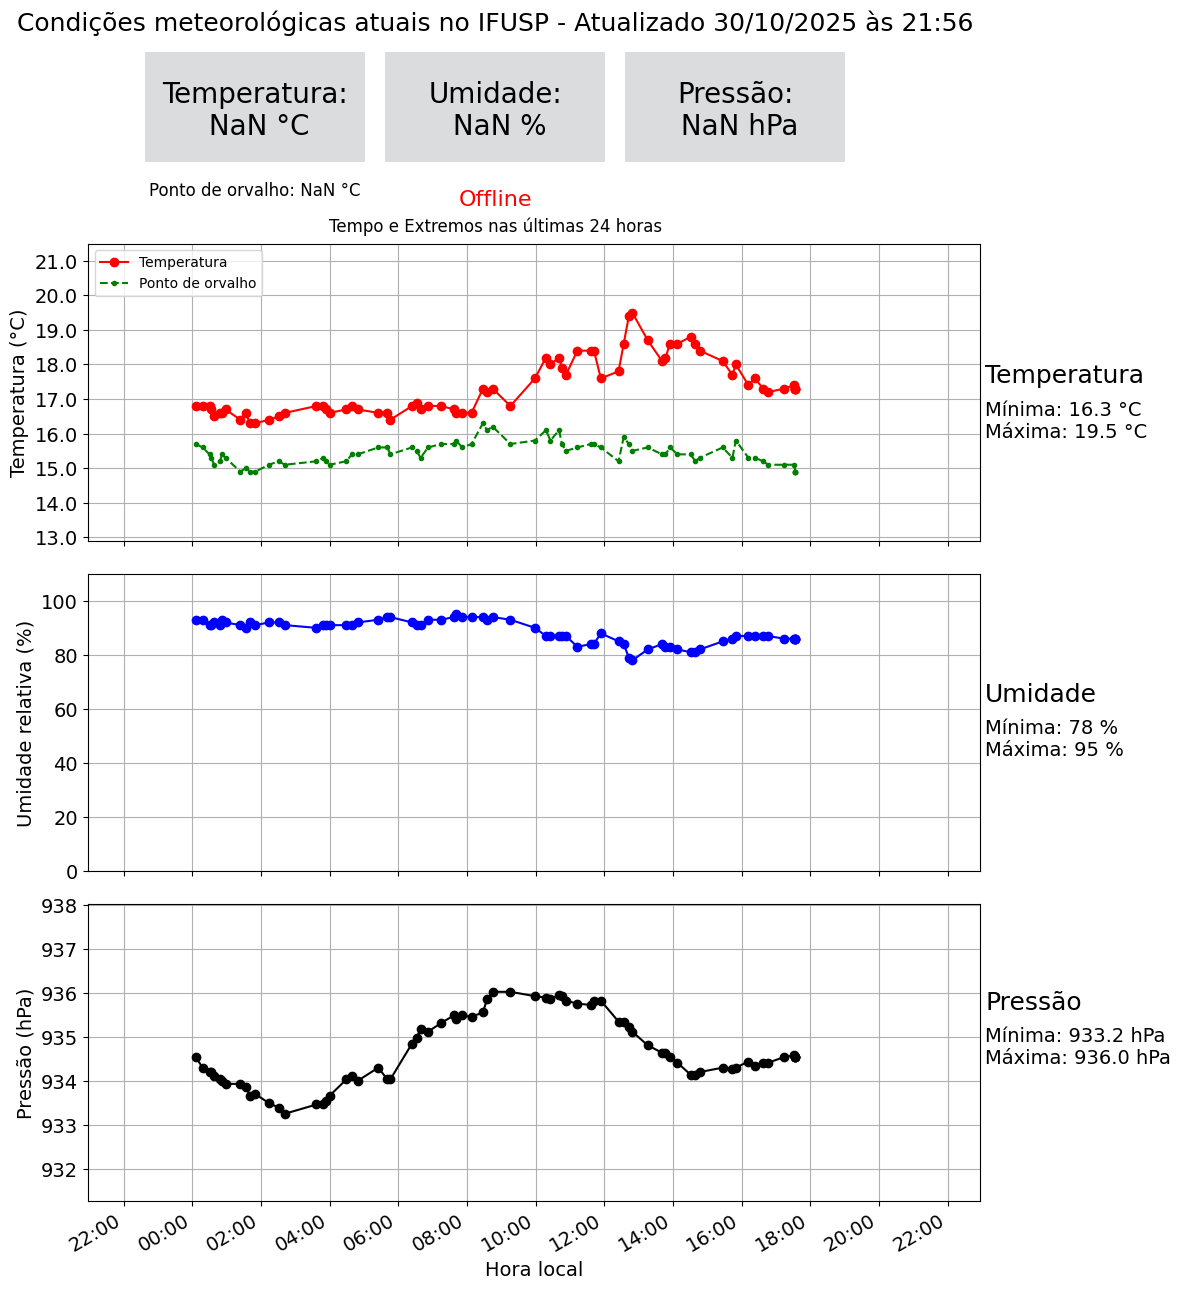 Condições meteorológicas atuais no IFUSP - Atualizado 30/10/2025 às 21:56
Temperatura:
NaN °C
Umidade:
NaN %
Pressão:
NaN hPa
Ponto de orvalho: NaN °C
Offline
Tempo e Extremos nas últimas 24 horas
Temperatura (°C)
21.0
20.0
19.0
18.0
17.0
16.0
15.0
14.0
13.0
Temperatura
Ponto de orvalho
Temperatura
Mínima: 16.3 °C
Máxima: 19.5 °C
Umidade relativa (%)
100
80
60
40
20
0
Umidade
Mínima: 78 %
Máxima: 95 %
Pressão (hPa)
938
937
936
935
934
933
932
Pressão
Mínima: 933.2 hPa
Máxima: 936.0 hPa
22:00
00:00
02:00
04:00
06:00
08:00
10:00
12:00
14:00
16:00
18:00
20:00
22:00
Hora local